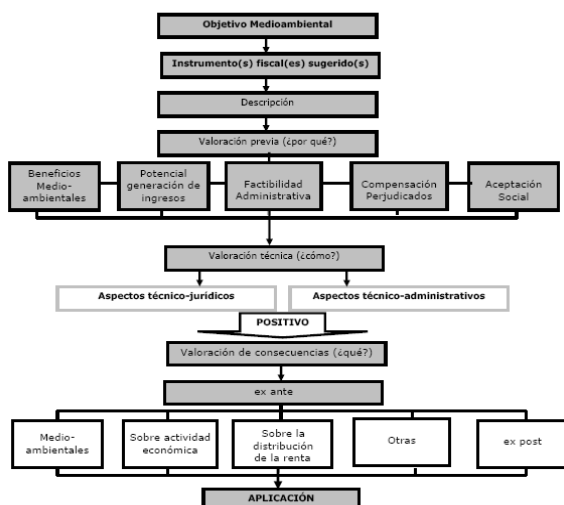 Objetivo Medioambiental
Instrumento(s) fiscal(es) sugerido(s)
Descripción
Valoración previa (¿por qué?)
Beneficios
Medio-
ambientales
Potencial
generación de
ingresos
Factibilidad
Administrativa
Compensación
Perjudicados
Aceptación
Social
Valoración técnica (¿cómo?)
Aspectos técnico-jurídicos
Aspectos técnico-administrativos
POSITIVO
Valoración de consecuencias (¿qué?)
ex ante
Medio-
ambientales
Sobre actividad
económica
Sobre la
distribución
de la renta
Otras
ex post
APLICACIÓN